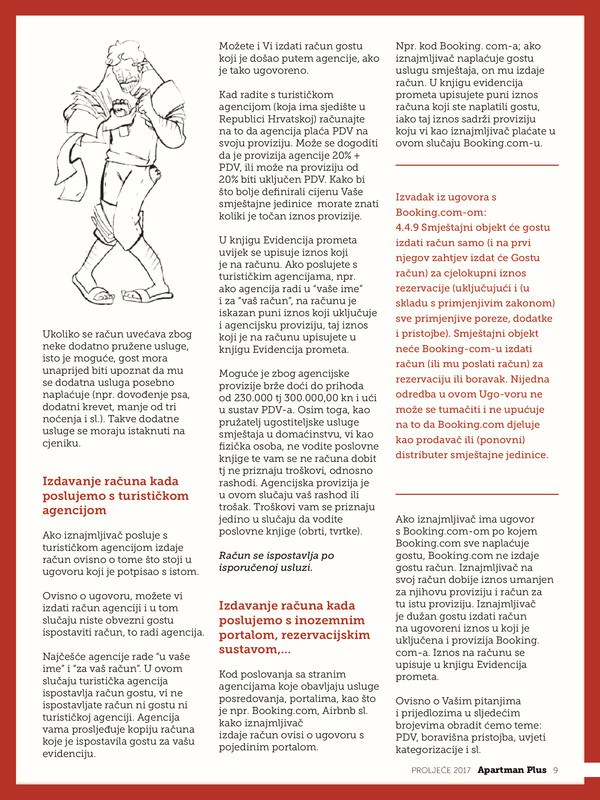 Ukoliko se račun uvećava zbog
neke dodatno pružene usluge,
isto je moguće, gost mora
unaprijed biti upoznat da mu
se dodatna usluga posebno
naplaćuje (npr. dovođenje psa,
dodatni krevet, manje od tri
noćenja i sl.). Takve dodatne
usluge se moraju istaknuti na
cjeniku.
Izdavanje računa kada
poslujemo s turističkom
agencijom
Ako iznajmljivač posluje s
turističkom agencijom izdaje
račun ovisno o tome što stoji u
ugovoru koji je potpisao s istom.
Ovisno o ugovoru, možete vi
izdati račun agenciji i u tom
slučaju niste obvezni gostu
ispostaviti račun, to radi agencija.
Najčešće agencije rade “u vaše
ime” i “za vaš račun”. U ovom
slučaju turistička agencija
ispostavlja račun gostu, vi ne
ispostavljate račun ni gostu ni
turističkoj agenciji. Agencija
vama prosljeđuje kopiju računa
koje je ispostavila gostu za vašu
evidenciju.
Možete i Vi izdati račun gostu
koji je došao putem agencije, ako
je tako ugovoreno.
Kad radite s turističkom
agencijom (koja ima sjedište u
Republici Hrvatskoj) računajte
na to da agencija plaća PDV na
svoju proviziju. Može se dogoditi
da je provizija agencije 20% +
PDV, ili može na proviziju od
20% biti uključen PDV. Kako bi
što bolje definirali cijenu Vaše
smještajne jedinice  morate znati
koliki je točan iznos provizije.
U knjigu Evidencija prometa
uvijek se upisuje iznos koji
je na računu. Ako poslujete s
turističkim agencijama, npr.
ako agencija radi u “vaše ime”
i za “vaš račun”, na računu je
iskazan puni iznos koji uključuje
i agencijsku proviziju, taj iznos
koji je na računu upisujete u
knjigu Evidencija prometa.
Moguće je zbog agencijske
provizije brže doći do prihoda
od 230.000 tj 300.000,00 kn i ući
u sustav PDV-a. Osim toga, kao
pružatelj ugostiteljske usluge
smještaja u domaćinstvu, vi kao
fizička osoba, ne vodite poslovne
knjige te vam se ne računa dobit
tj ne priznaju troškovi, odnosno
rashodi. Agencijska provizija je
u ovom slučaju vaš rashod ili
trošak. Troškovi vam se priznaju
jedino u slučaju da vodite
poslovne knjige (obrti, tvrtke).
Račun se ispostavlja po
isporučenoj usluzi.
Izdavanje računa kada
poslujemo s inozemnim
portalom, rezervacijskim
sustavom,...
Kod poslovanja sa stranim
agencijama koje obavljaju usluge
posredovanja, portalima, kao što
je npr. Booking.com, Airbnb sl.
kako iznajmljivač
izdaje račun ovisi o ugovoru s
pojedinim portalom.
Npr. kod Booking. com-a; ako
iznajmljivač naplaćuje gostu
uslugu smještaja, on mu izdaje
račun. U knjigu evidencija
prometa upisujete puni iznos
računa koji ste naplatili gostu,
iako taj iznos sadrži proviziju
koju vi kao iznajmljivač plaćate u
ovom slučaju Booking.com-u.
Izvadak iz ugovora s
Booking.com-om:
4.4.9 Smještajni objekt će gostu
izdati račun samo (i na prvi
njegov zahtjev izdat će Gostu
račun) za cjelokupni iznos
rezervacije (uključujući i (u
skladu s primjenjivim zakonom)
sve primjenjive poreze, dodatke
i pristojbe). Smještajni objekt
neće Booking-com-u izdati
račun (ili mu poslati račun) za
rezervaciju ili boravak. Nijedna
odredba u ovom Ugo-voru ne
može se tumačiti i ne upućuje
na to da Booking.com djeluje
kao prodavač ili (ponovni)
distributer smještajne jedinice.
Ako iznajmljivač ima ugovor
s Booking.com-om po kojem
Booking.com sve naplaćuje
gostu, Booking.com ne izdaje
gostu račun. Iznajmljivač na
svoj račun dobije iznos umanjen
za njihovu proviziju i račun za
tu istu proviziju. Iznajmljivač
je dužan gostu izdati račun
na ugovoreni iznos u koji je
uključena i provizija Booking.
com-a. Iznos na računu se
upisuje u knjigu Evidencija
prometa.
Ovisno o Vašim pitanjima
i prijedlozima u sljedećim
brojevima obradit ćemo teme:
PDV, boravišna pristojba, uvjeti
kategorizacije i sl.
PROLJEĆE 2017 Apartman Plus 9